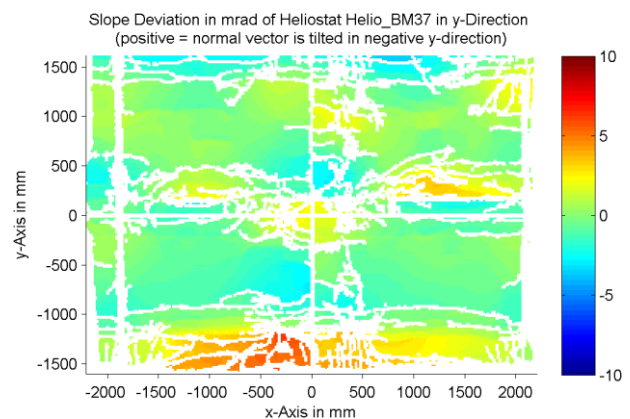 Slope Deviation in mrad of Heliostat Helio_BM37 in y-Direction
(positive = normal vector is tilted in negative y-direction)
1500
1000
500
0
-500
-1000
-1500
y-Axis in mm
-2000 -1500 -1000 -500 0 500 1000 1500 2000
x-Axis in mm
10
5
0
-5
-10